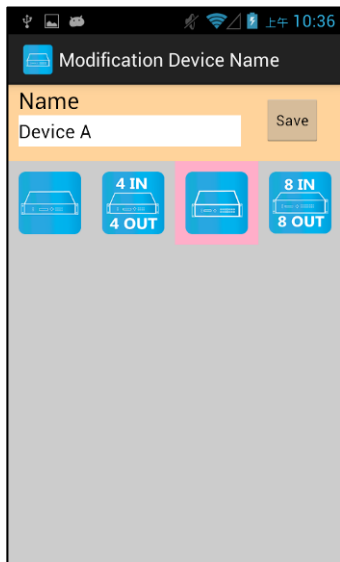 上午 10:36
Modification Device Name
Name
Device A
Save
4 IN
4 OUT
8 IN
8 OUT